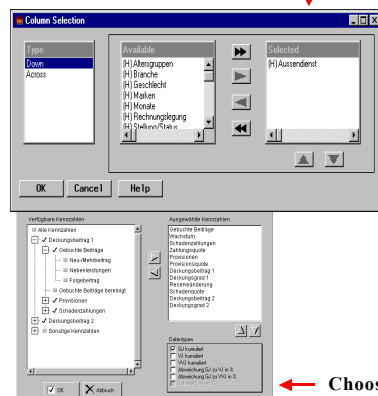 Column Selection
Type
Down
Across
Available
(H) Altersgruppen
(H) Branche
(H) Geschlecht
(H) Marken
(H) Monate
(H) Rechnungslegung
(H) Stellung/Status
Selected
(H) Aussendienst
OK
Cancel
Help
Verfügbare Kennzahlen
Alle Kennzahlen
Deckungsbeitrag 1
Gebuchte Beiträge
Neu-/Mehrbeitrag
Nebenleistungen
Folgebeitrag
Gebuchte Beiträge bereinigt
Provisionen
Schadenzahlungen
Deckungsbeitrag 2
Sonstige Kennzahlen
Ausgewählte Kennzahlen
Gebuchte Beiträge
Wachstum
Schadenzahlungen
Zahlungsquote
Provisionen
Provisionsquote
Deckungsbeitrag 1
Deckungsgrad 1
Reserveänderung
Schadenquote
Deckungsbeitrag 2
Deckungsgrad 2
Datentypen
GJ kumuliert
VJ kumuliert
VVJ kumuliert
Abweichung GJ zu VJ in %
Abweichung GJ zu VVJ in %
OK
Abbruch
Choos